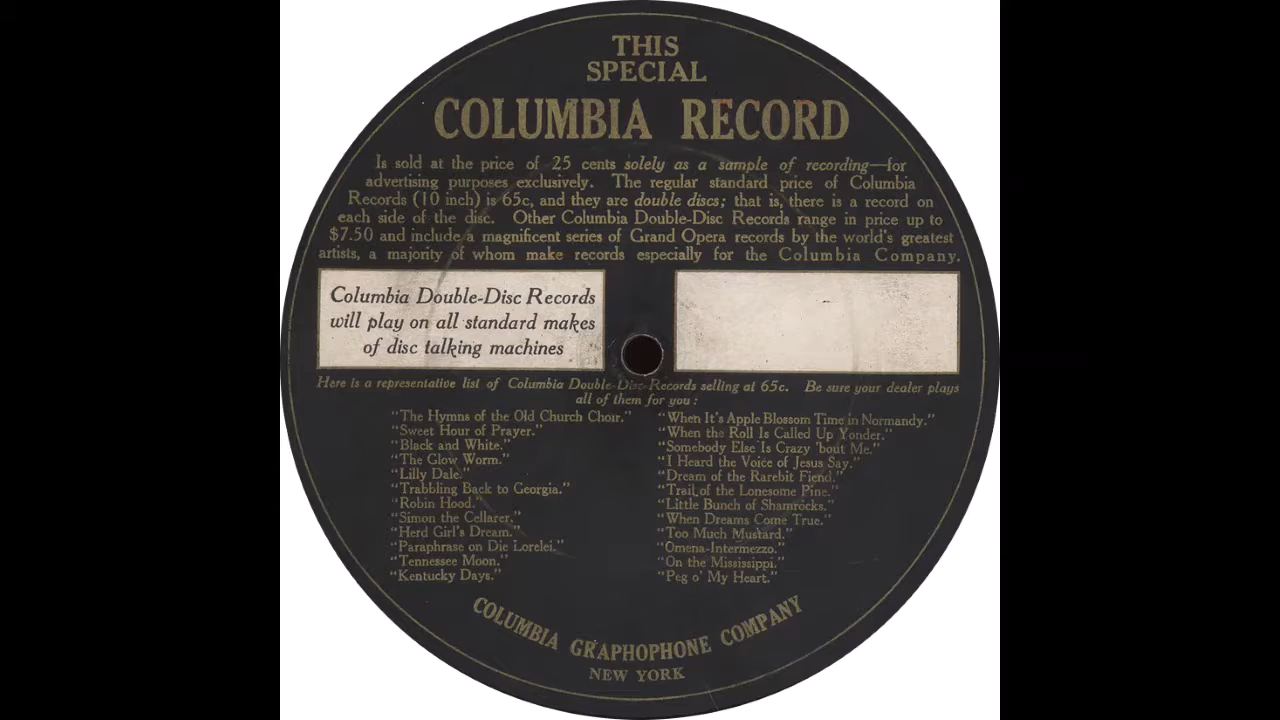 THIS
SPECIAL
COLUMBIA RECORD
Is sold at the price of 25 cents solely as a sample of recording—for
advertising purposes exclusively. The regular standard price of Columbia
Records (10 inch) is 65c, and they are double discs; that is, there is a record on
each side of the disc. Other Columbia Double-Disc Records range in price up to
$7.50 and include a magnificent series of Grand Opera records by the world's greatest
artists, a majority of whom make records especially for the Columbia Company.
Columbia Double-Disc Records
will play on all standard makes
of disc talking machines
Here is a representative list of Columbia Double-Disc Records selling at 65c. Be sure your dealer plays
all of them for you:
"The Hymns of the Old Church Choir."
"Sweet Hour of Prayer."
"Black and White."
"The Glow Worm."
"Lilly Dale."
"Trabbling Back to Georgia."
"Robin Hood."
"Simon the Cellarer."
"Herd Girl's Dream."
"Paraphrase on Die Lorelei."
"Tennessee Moon."
"Kentucky Days."
"When It's Apple Blossom Time in Normandy."
"When the Roll Is Called Up Yonder."
"Somebody Else Is Crazy 'bout Me."
"I Heard the Voice of Jesus Say."
"Dream of the Rarebit Fiend."
"Trail of the Lonesome Pine."
"Little Bunch of Shamrocks."
"When Dreams Come True."
"Too Much Mustard."
"Omena-Intermezzo."
"On the Mississippi."
"Peg o' My Heart."
COLUMBIA GRAPHOPHONE COMPANY
NEW YORK